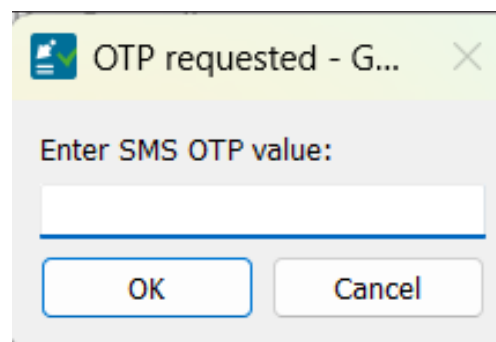 OTP requested - G...
Enter SMS OTP value:
OK
Cancel